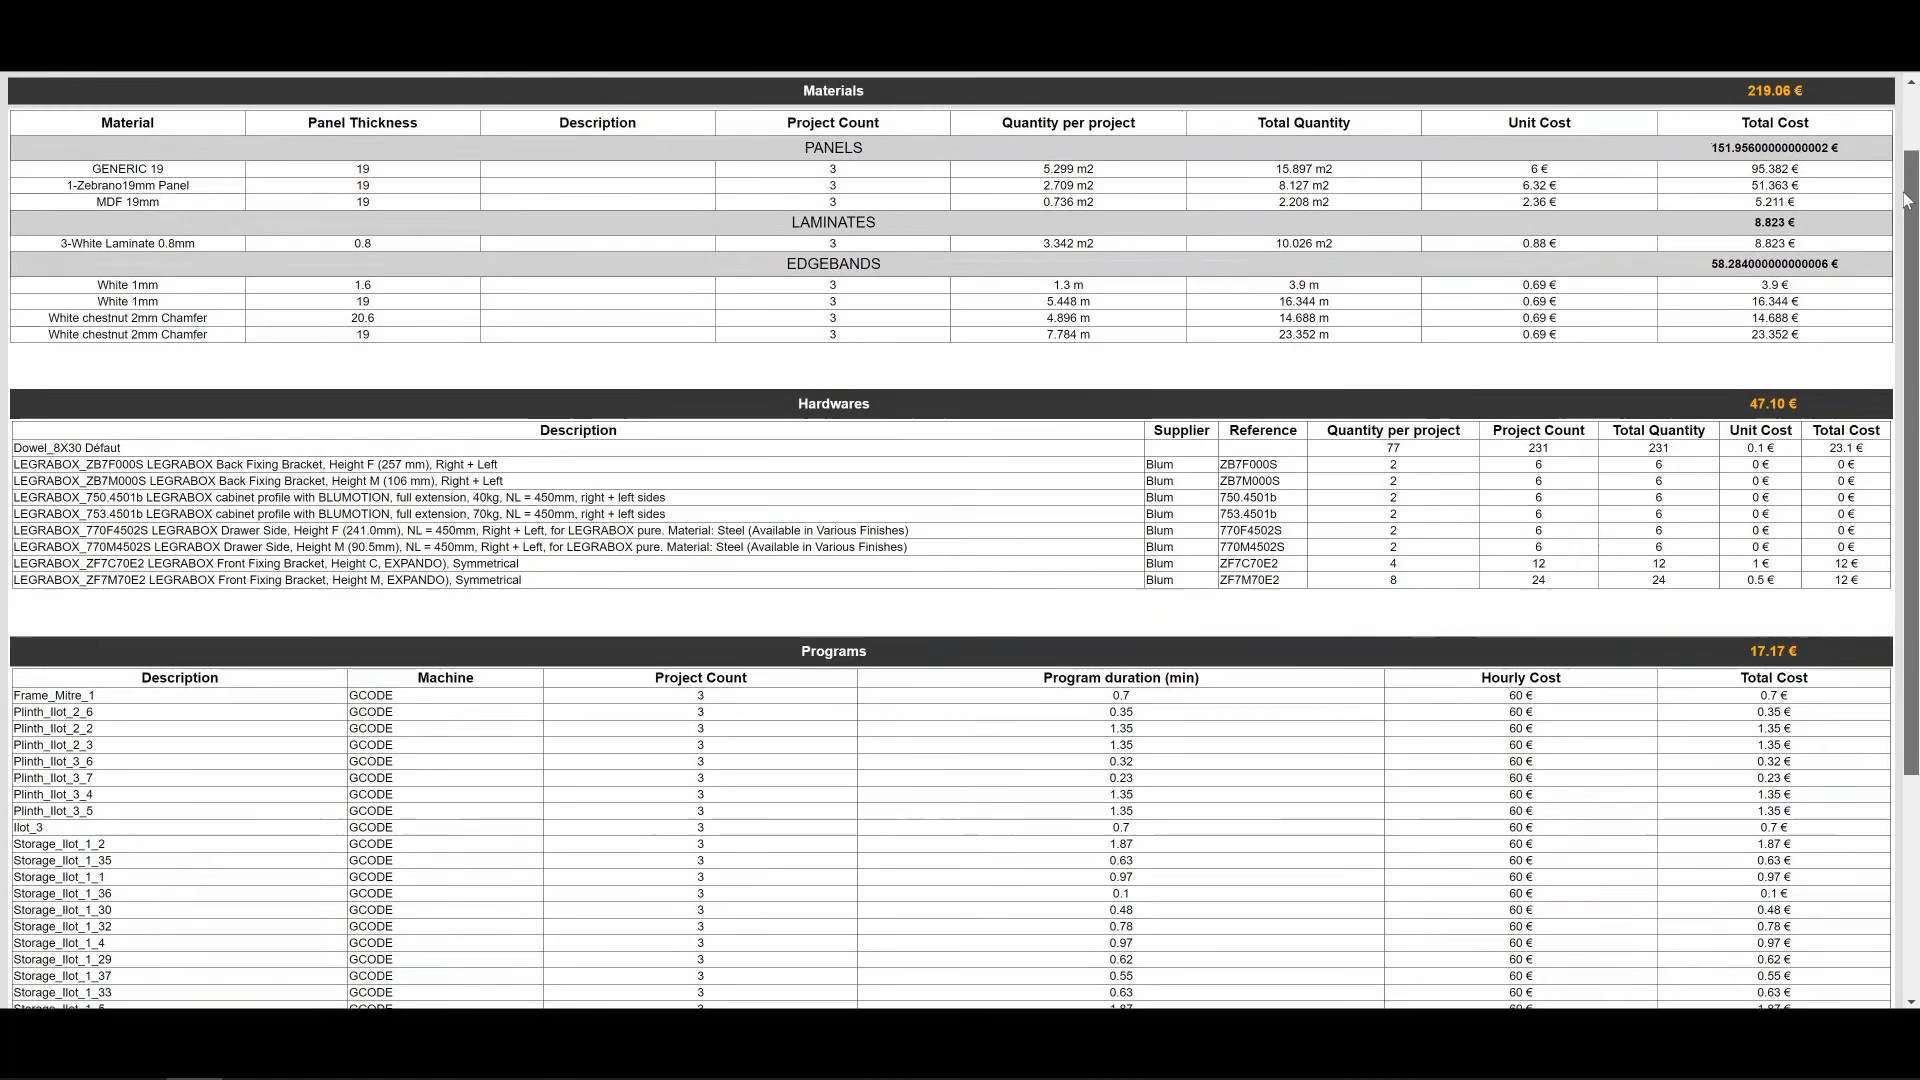 Materials 219.06 €
Material Panel Thickness Description Project Count Quantity per project Total Quantity Unit Cost Total Cost
PANELS 151.95600000000002 €
GENERIC 19 19 3 5.299 m2 15.897 m2 6 € 95.382 €
1-Zebrano19mm Panel 19 3 2.709 m2 8.127 m2 6.32 € 51.363 €
MDF 19mm 19 3 0.736 m2 2.208 m2 2.36 € 5.211 €
LAMINATES 8.823 €
3-White Laminate 0.8mm 0.8 3 3.342 m2 10.026 m2 0.88 € 8.823 €
EDGEBANDS 58.284000000000006 €
White 1mm 1.6 3 1.3 m 3.9 m 0.69 € 3.9 €
White 1mm 19 3 5.448 m 16.344 m 0.69 € 16.344 €
White chestnut 2mm Chamfer 20.6 3 4.896 m 14.688 m 0.69 € 14.688 €
White chestnut 2mm Chamfer 19 3 7.784 m 23.352 m 0.69 € 23.352 €
Hardwares 47.10 €
Description Supplier Reference Quantity per project Project Count Total Quantity Unit Cost Total Cost
Dowel_8X30 Défaut 77 231 231 0.1 € 23.1 €
LEGRABOX_ZB7F000S LEGRABOX Back Fixing Bracket, Height F (257 mm), Right + Left Blum ZB7F000S 2 6 6 0 € 0 €
LEGRABOX_ZB7M000S LEGRABOX Back Fixing Bracket, Height M (106 mm), Right + Left Blum ZB7M000S 2 6 6 0 € 0 €
LEGRABOX_750.4501b LEGRABOX cabinet profile with BLUMOTION, full extension, 40kg, NL = 450mm, right + left sides Blum 750.4501b 2 6 6 0 € 0 €
LEGRABOX_753.4501b LEGRABOX cabinet profile with BLUMOTION, full extension, 70kg, NL = 450mm, right + left sides Blum 753.4501b 2 6 6 0 € 0 €
LEGRABOX_770F4502S LEGRABOX Drawer Side, Height F (241.0mm), NL = 450mm, Right + Left, for LEGRABOX pure. Material: Steel (Available in Various Finishes) Blum 770F4502S 2 6 6 0 € 0 €
LEGRABOX_770M4502S LEGRABOX Drawer Side, Height M (90.5mm), NL = 450mm, Right + Left, for LEGRABOX pure. Material: Steel (Available in Various Finishes) Blum 770M4502S 2 6 6 0 € 0 €
LEGRABOX_ZF7C70E2 LEGRABOX Front Fixing Bracket, Height C, EXPANDO), Symmetrical Blum ZF7C70E2 4 12 12 1 € 12 €
LEGRABOX_ZF7M70E2 LEGRABOX Front Fixing Bracket, Height M, EXPANDO), Symmetrical Blum ZF7M70E2 8 24 24 0.5 € 12 €
Programs 17.17 €
Description Machine Project Count Program duration (min) Hourly Cost Total Cost
Frame_Mitre_1 GCODE 3 0.7 60 € 0.7 €
Plinth_Ilot_2_6 GCODE 3 0.35 60 € 0.35 €
Plinth_Ilot_2_2 GCODE 3 1.35 60 € 1.35 €
Plinth_Ilot_2_3 GCODE 3 1.35 60 € 1.35 €
Plinth_Ilot_3_6 GCODE 3 0.32 60 € 0.32 €
Plinth_Ilot_3_7 GCODE 3 0.23 60 € 0.23 €
Plinth_Ilot_3_4 GCODE 3 1.35 60 € 1.35 €
Plinth_Ilot_3_5 GCODE 3 1.35 60 € 1.35 €
Ilot_3 GCODE 3 0.7 60 € 0.7 €
Storage_Ilot_1_2 GCODE 3 1.87 60 € 1.87 €
Storage_Ilot_1_35 GCODE 3 0.63 60 € 0.63 €
Storage_Ilot_1_1 GCODE 3 0.97 60 € 0.97 €
Storage_Ilot_1_36 GCODE 3 0.1 60 € 0.1 €
Storage_Ilot_1_30 GCODE 3 0.48 60 € 0.48 €
Storage_Ilot_1_32 GCODE 3 0.78 60 € 0.78 €
Storage_Ilot_1_4 GCODE 3 0.97 60 € 0.97 €
Storage_Ilot_1_29 GCODE 3 0.62 60 € 0.62 €
Storage_Ilot_1_37 GCODE 3 0.55 60 € 0.55 €
Storage_Ilot_1_33 GCODE 3 0.63 60 € 0.63 €